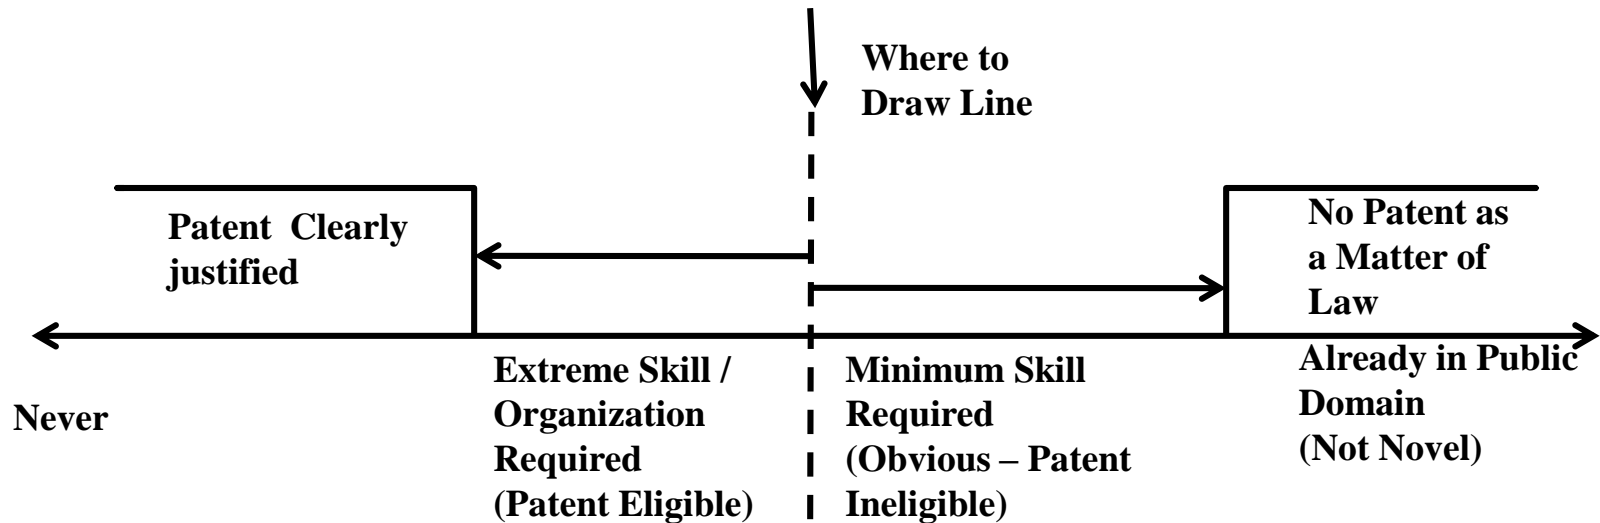 Where to
Draw Line
Patent  Clearly
justified
No Patent as
a Matter of
Law
Never
Extreme Skill /
Organization
Required
(Patent Eligible)
Minimum Skill
Required
(Obvious – Patent
Ineligible)
Already in Public
Domain
(Not Novel)